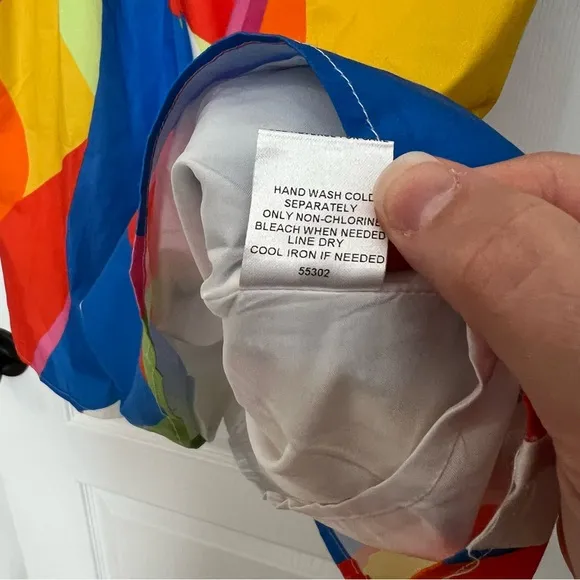 HAND WASH COLD
SEPARATELY
ONLY NON-CHLORINE
BLEACH WHEN NEEDED
LINE DRY
COOL IRON IF NEEDED
55302